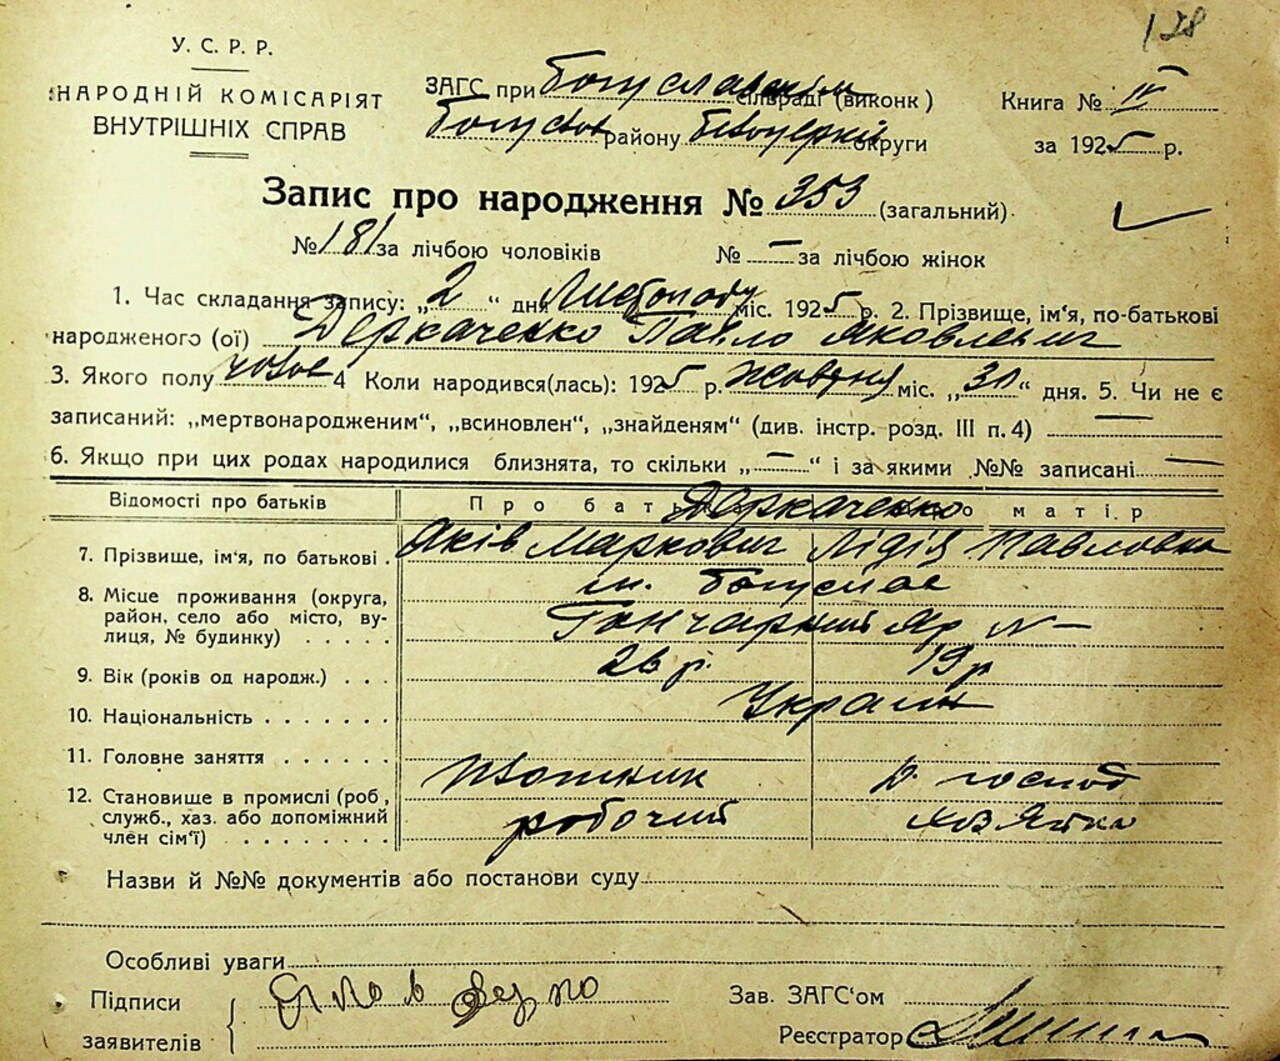 128
У. С. Р. Р.
НАРОДНІЙ КОМІСАРІЯТ
ВНУТРІШНІХ СПРАВ
ЗАГС при Богуславськім сільраді (виконк)
району округи
Книга № IV
за 1925 р.
Запис про народження № 353 (загальний).
№ 181 за лічбою чоловіків № — за лічбою жінок
1. Час складання запису: „2“ дня Листопаду міс. 1925 р. 2. Прізвище, ім'я, по-батькові
народженого (ої) Деркаченко Павло Яковлевич
3. Якого полу чолов 4 Коли народився(лась): 1925 р. Жовтня міс. „31“ дня. 5. Чи не є
записаний: „мертвонародженим“, „всиновлен“, „знайденям“ (див. інстр. розд. III п. 4) —
6. Якщо при цих родах народилися близнята, то скільки „—“ і за якими №№ записані —
Відомості про батьків Про бат Деркаченко о матір
7. Прізвище, ім'я, по батькові . Яків Маркович Лідія Павловна
8. Місце проживання (округа, м. Богуслав
район, село або місто, ву-
лиця, № будинку) . . . . . Гончарний Яр № —
9. Вік (років од народж.) . . . 26 р. 19 р
10. Національність . . . . . . . Україн
11. Головне заняття . . . . . . плотник д. господ
12. Становище в промислі (роб,
служб., хаз. або допоміжний робочий хозяйка
член сім'ї) . . . . . . . .
Назви й №№ документів або постанови суду
Особливі уваги
Підписи
заявителів
Зав. ЗАГС'ом
Реєстратор